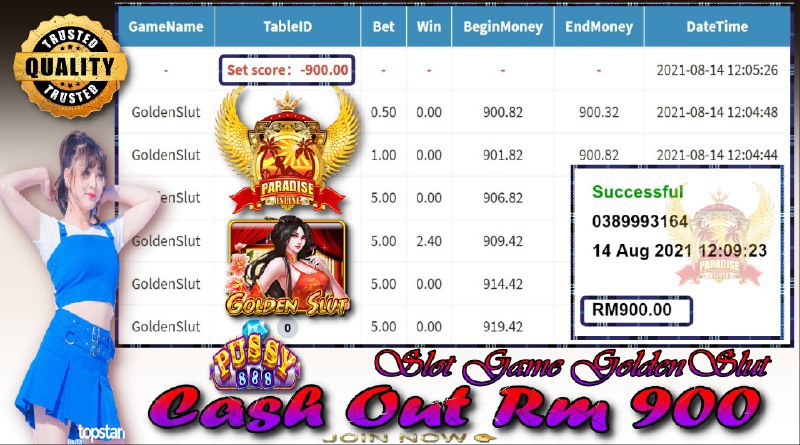 TRUSTED
QUALITY
TRUSTED
GameName TableID Bet Win BeginMoney EndMoney DateTime
- Set score: -900.00 - - - - 2021-08-14 12:05:26
GoldenSlut 0.50 0.00 900.82 900.32 2021-08-14 12:04:48
GoldenSlut 1.00 0.00 901.82 900.82 2021-08-14 12:04:44
GoldenSlut 5.00 0.00 906.82
GoldenSlut 5.00 2.40 909.42
GoldenSlut 5.00 0.00 914.42
GoldenSlut 0 5.00 0.00 919.42
PARADISE
ONLINE
GOLDEN SLUT
Successful
0389993164
14 Aug 2021 12:09:23
RM900.00
PARADISE
PUSSY
888
Slot Game GoldenSlut
Cash Out Rm 900
topstar
JOIN NOW